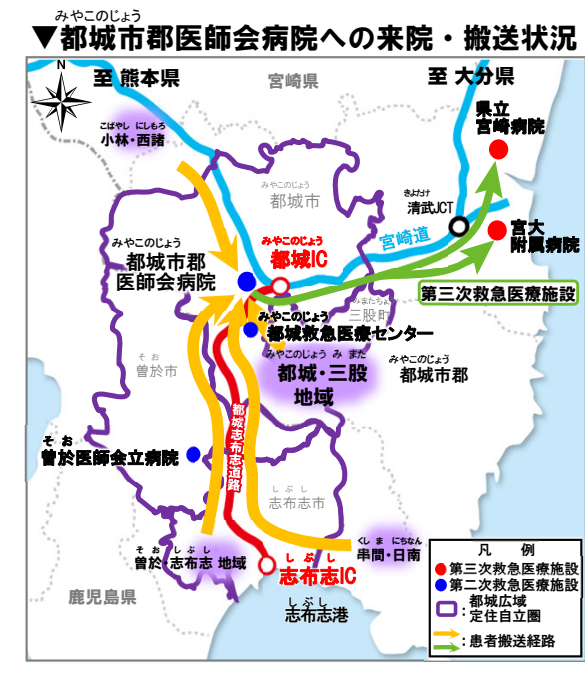 みやこのじょう
▼都城市郡医師会病院への来院・搬送状況
N
至 熊本県
宮崎県
至 大分県
県立
宮崎病院
こばやし にしもろ
小林・西諸
みやこのじょう
都城市
きよたけ
清武JCT
宮大
附属病院
宮崎道
みやこのじょう
都城市郡
医師会病院
みやこのじょう
都城IC
第三次救急医療施設
みまたちょう
三股町
みやこのじょう
都城救急医療センター
そお
曽於市
みやこのじょう みまた
都城・三股
地域
みやこのじょう
都城市郡
都城志布志道路
そお
曽於医師会立病院
しぶし
志布志市
そお しぶし
曽於・志布志 地域
くしま にちなん
串間・日南
しぶし
志布志IC
鹿児島県
しぶし
志布志港
凡 例
●第三次救急医療施設
●第二次救急医療施設
：都城広域
定住自立圏
：患者搬送経路